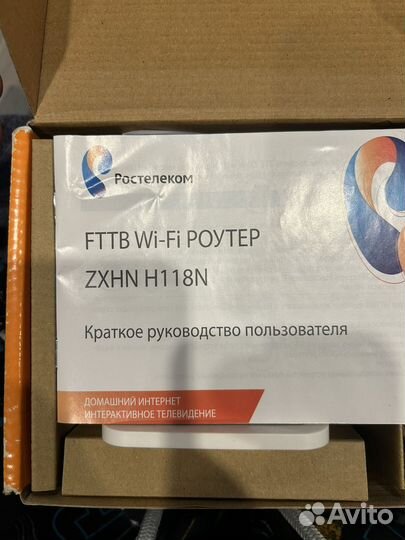 Ростелеком
FTTB Wi-Fi РОУТЕР
ZXHN H118N
Краткое руководство пользователя
ДОМАШНИЙ ИНТЕРНЕТ
ИНТЕРАКТИВНОЕ ТЕЛЕВИДЕНИЕ
Avito